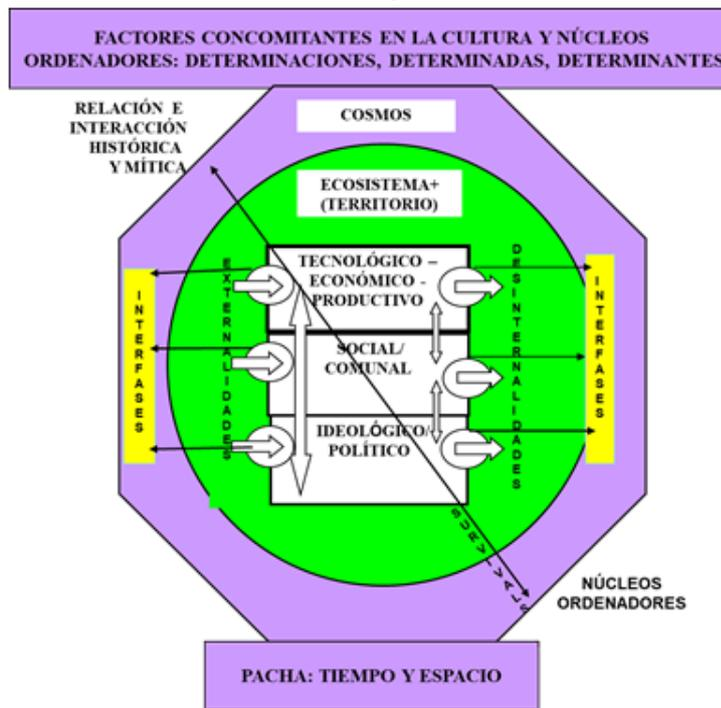 FACTORES CONCOMITANTES EN LA CULTURA Y NÚCLEOS
ORDENADORES: DETERMINACIONES, DETERMINADAS, DETERMINANTES
RELACIÓN E
INTERACCIÓN
HISTÓRICA
Y MÍTICA
COSMOS
ECOSISTEMA+
(TERRITORIO)
INTERFASES
EXTERNALIDADES
TECNOLÓGICO –
ECONÓMICO -
PRODUCTIVO
SOCIAL/
COMUNAL
IDEOLÓGICO/
POLÍTICO
DESINTERNALIDADES
INTERFASES
SURVIVALS
NÚCLEOS
ORDENADORES
PACHA: TIEMPO Y ESPACIO